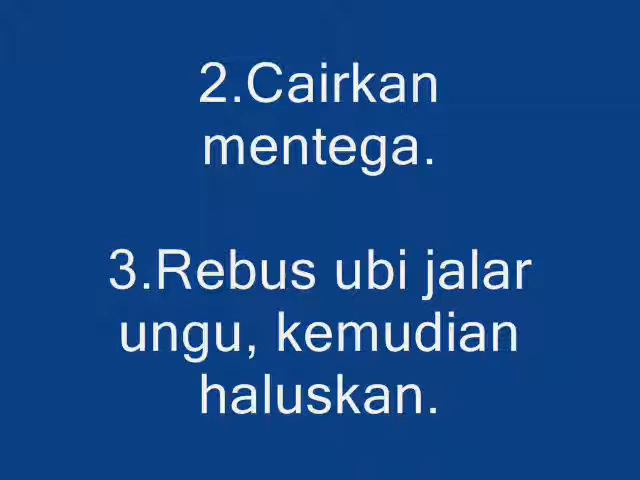 2.Cairkan
mentega.
3.Rebus ubi jalar
ungu, kemudian
haluskan.